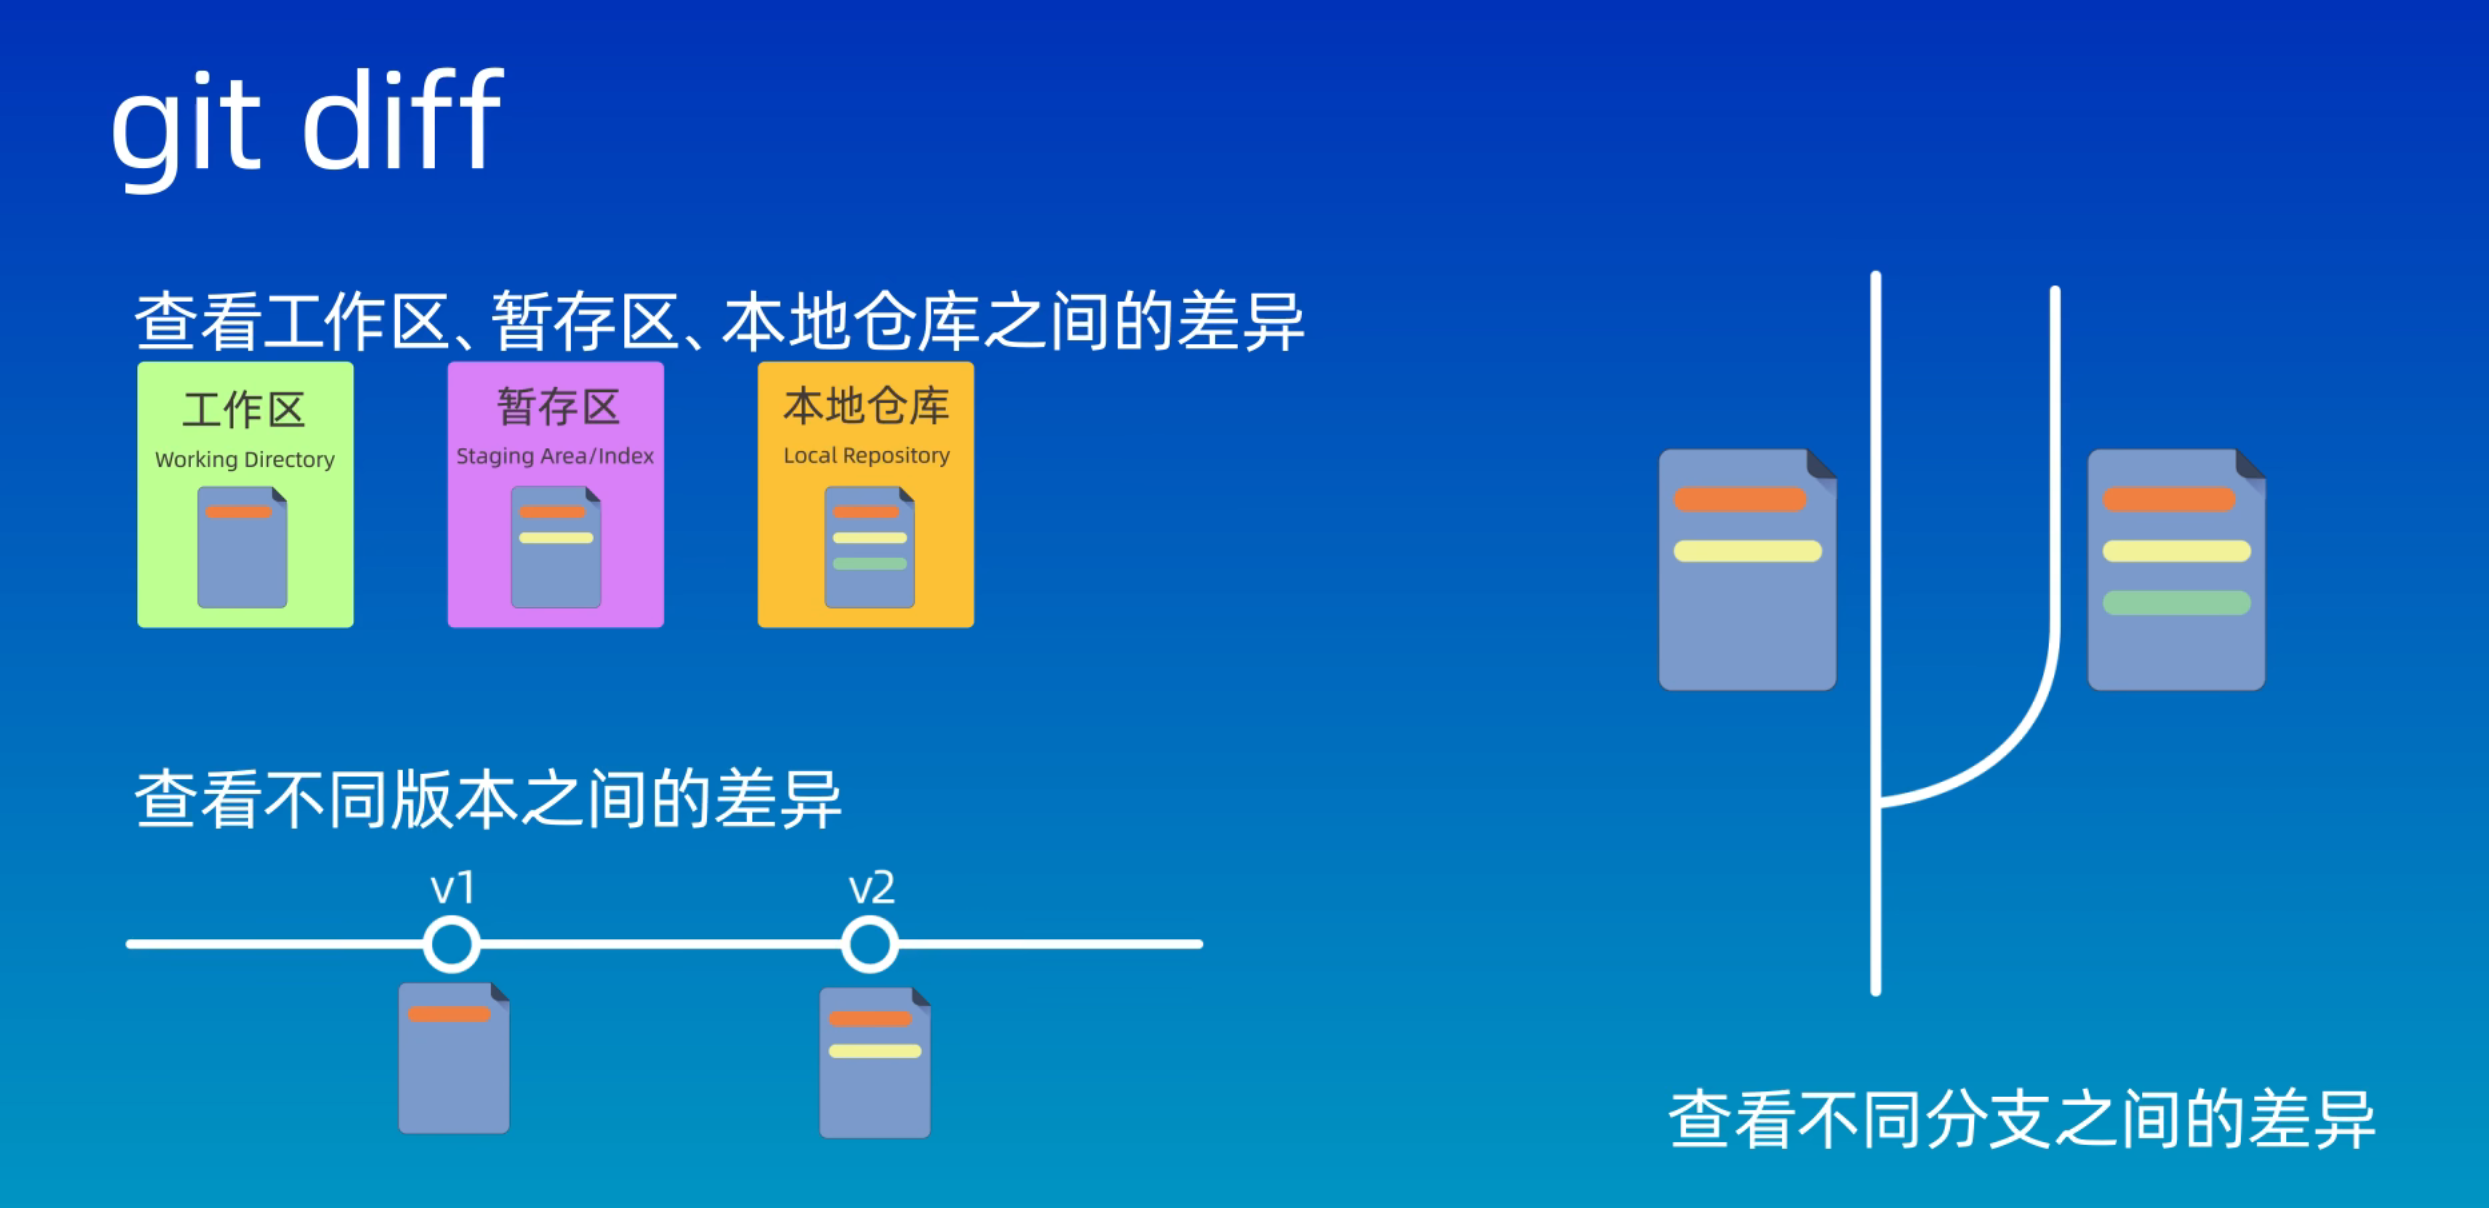 git diff
查看工作区、暂存区、本地仓库之间的差异
工作区
Working Directory
暂存区
Staging Area/Index
本地仓库
Local Repository
查看不同版本之间的差异
v1
v2
查看不同分支之间的差异